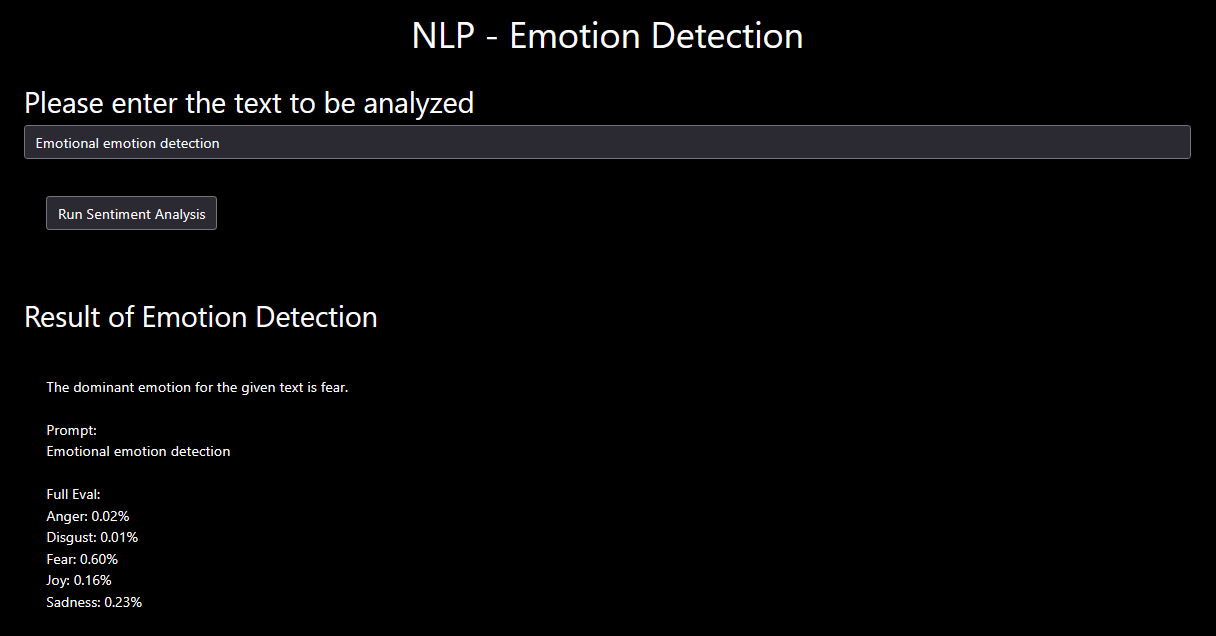 NLP - Emotion Detection
Please enter the text to be analyzed
Emotional emotion detection
Run Sentiment Analysis
Result of Emotion Detection
The dominant emotion for the given text is fear.
Prompt:
Emotional emotion detection
Full Eval:
Anger: 0.02%
Disgust: 0.01%
Fear: 0.60%
Joy: 0.16%
Sadness: 0.23%